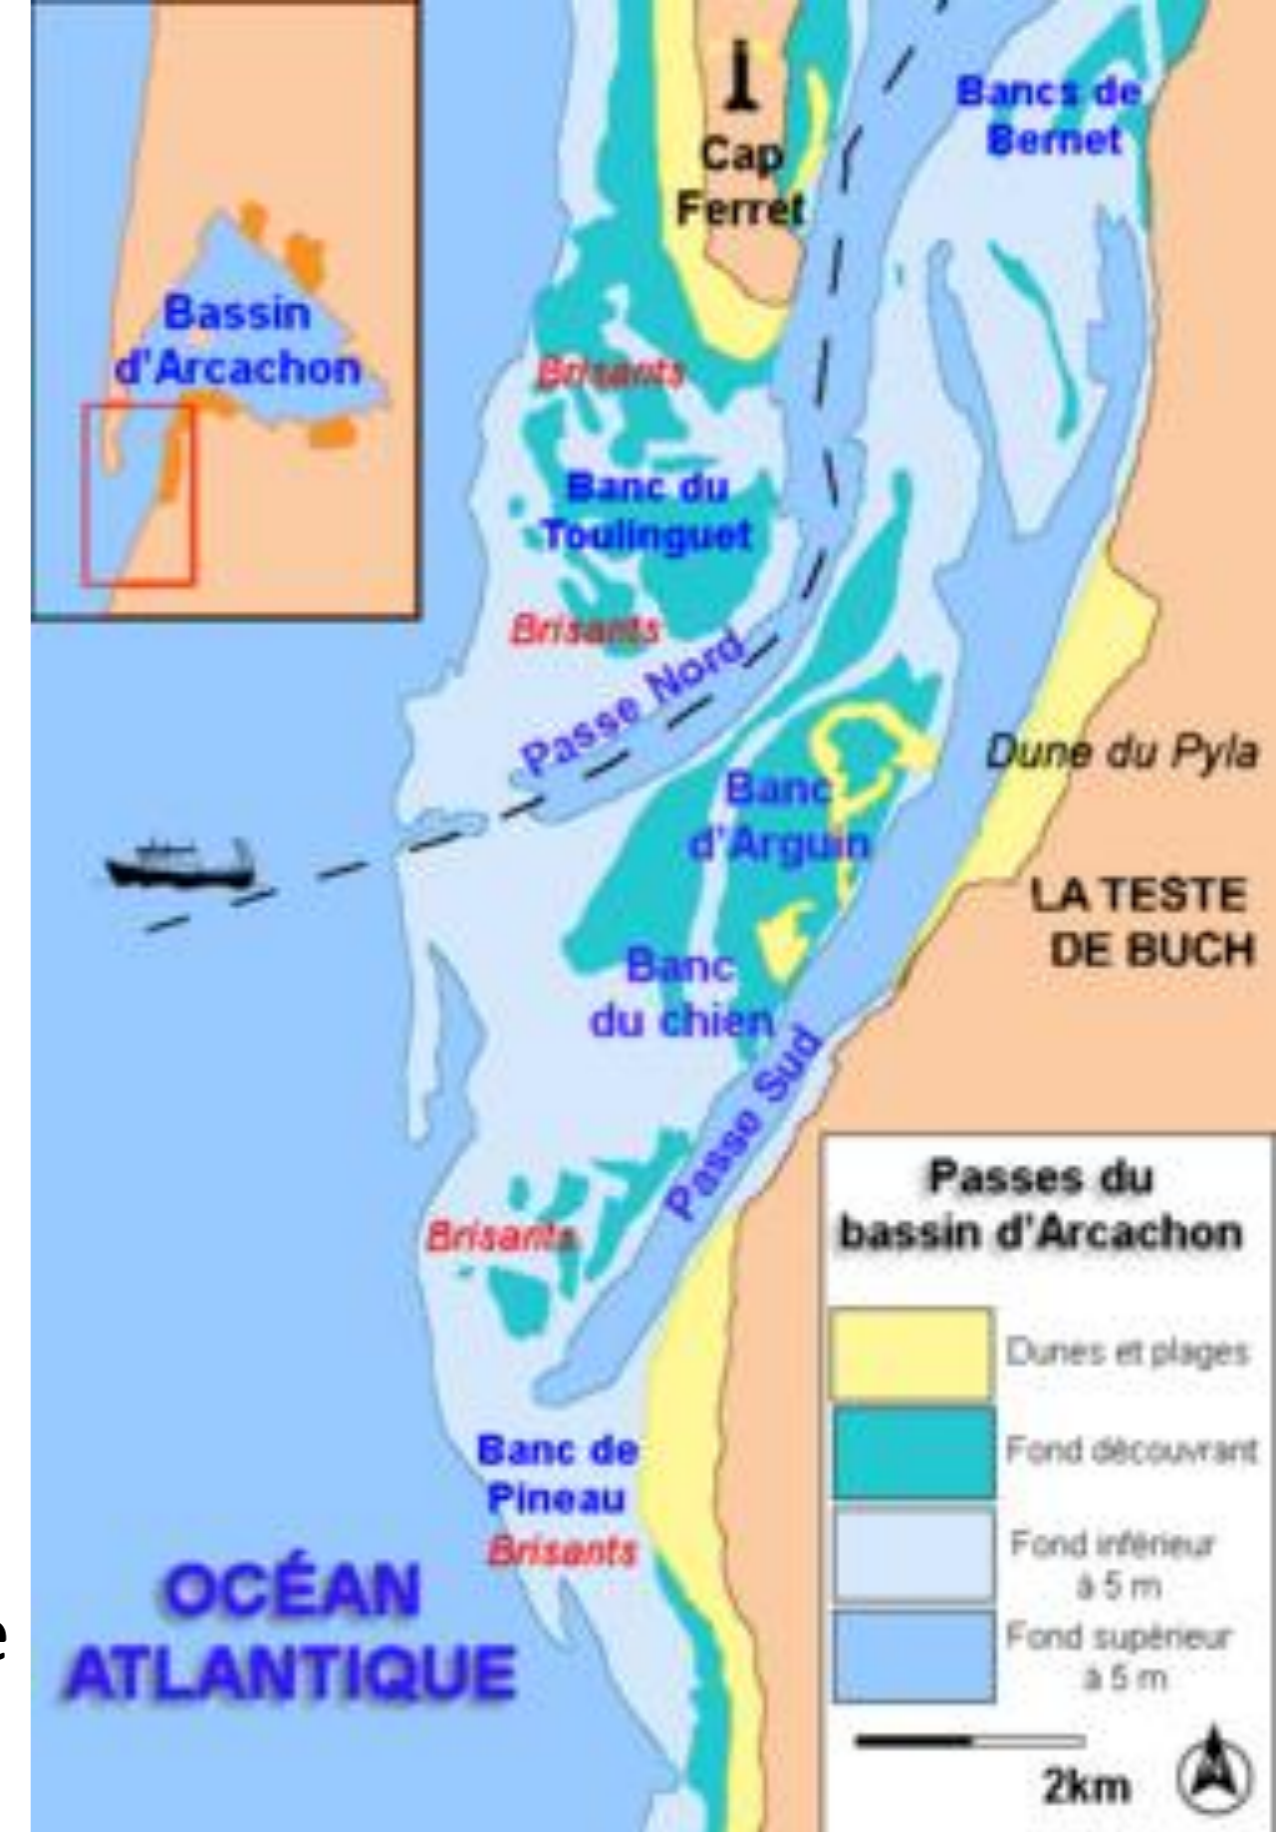 Bassin
d'Arcachon
Cap
Ferret
Bancs de
Bernet
Brisants
Banc du
Toulinguet
Brisants
Passe Nord
Dune du Pyla
Banc
d'Arguin
LA TESTE
DE BUCH
Banc
du chien
Passe Sud
Brisants
Banc de
Pineau
Brisants
OCÉAN
ATLANTIQUE
e
Passes du
bassin d'Arcachon
Dunes et plages
Fond découvrant
Fond inférieur
à 5 m
Fond supérieur
à 5 m
2km